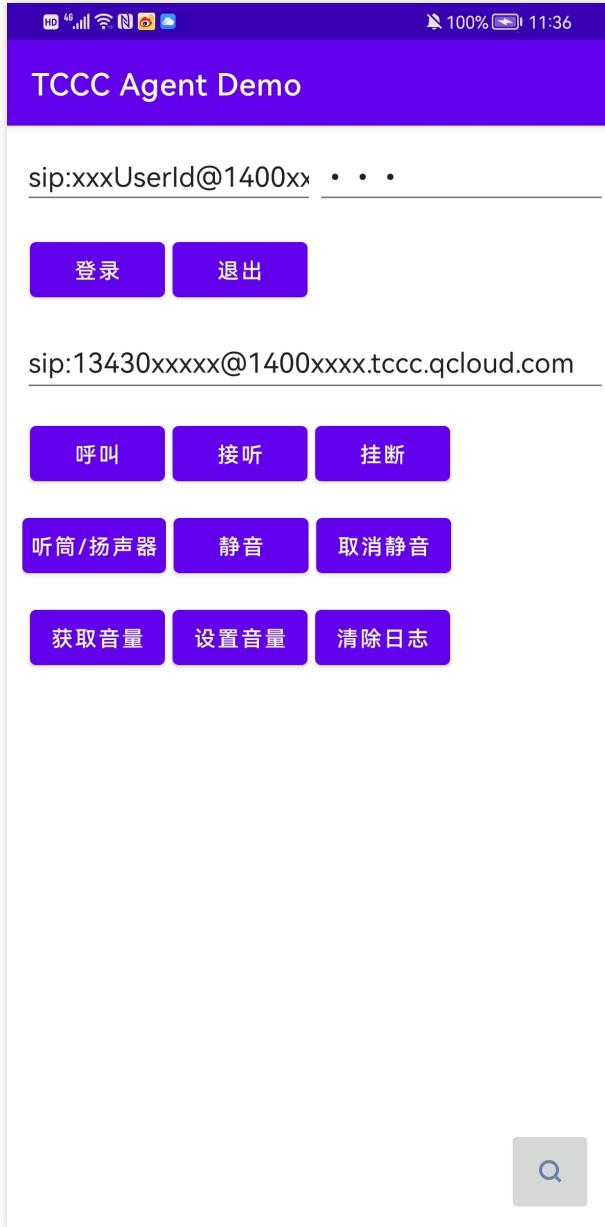 HD 4G 100% 11:36
TCCC Agent Demo
sip:xxxUserId@1400xx • • •
登录 退出
sip:13430xxxxx@1400xxxx.tccc.qcloud.com
呼叫 接听 挂断
听筒/扬声器 静音 取消静音
获取音量 设置音量 清除日志